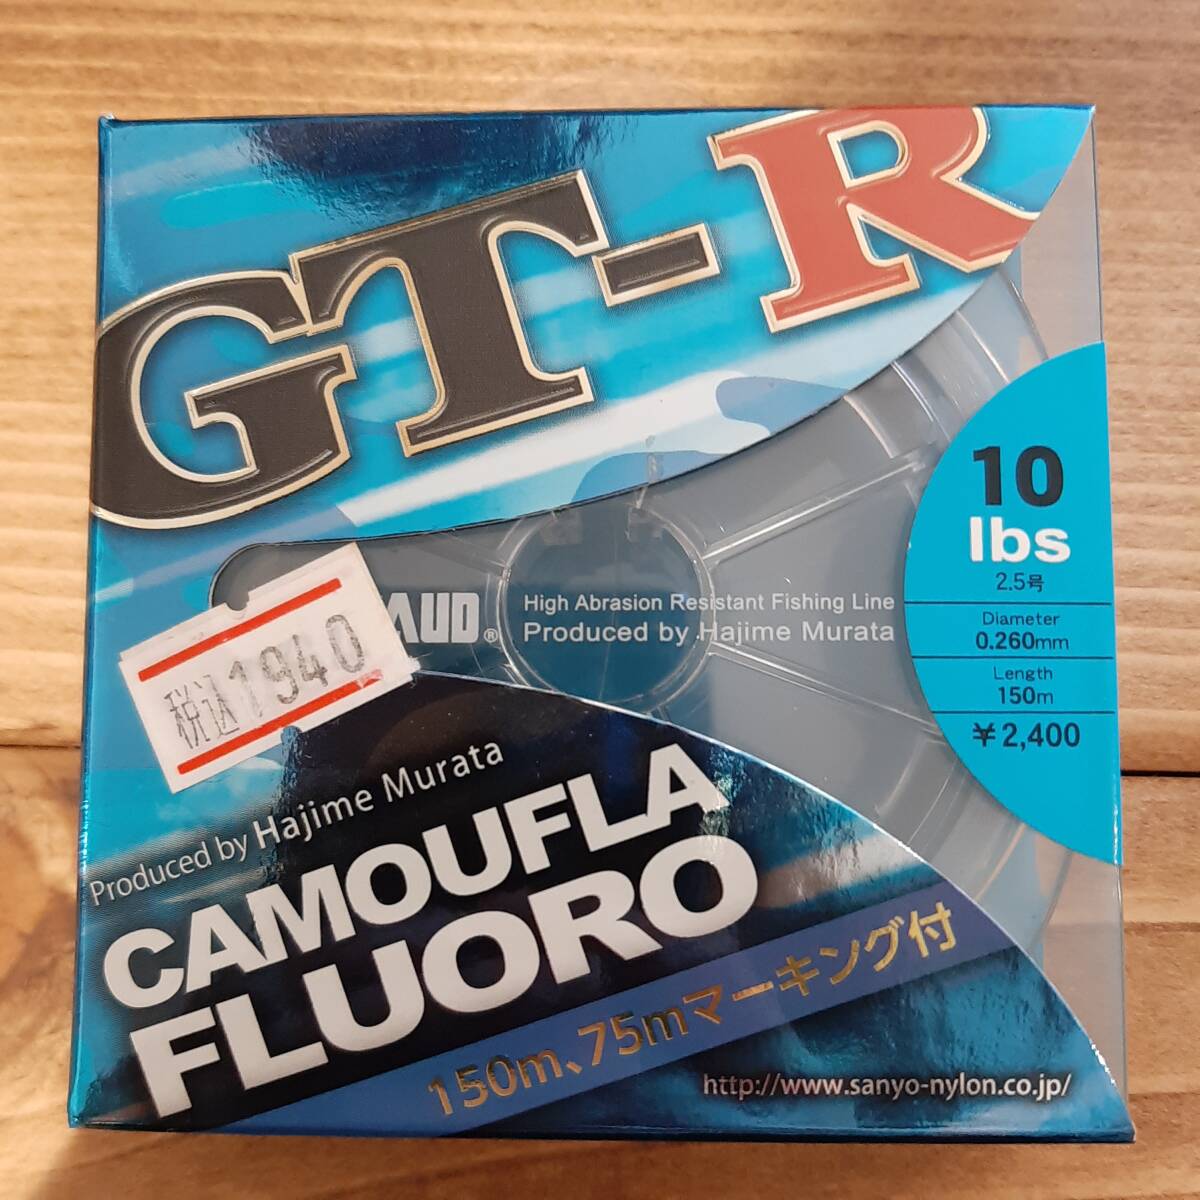 GT-R
10
lbs
2.5号
Diameter
0.260mm
Length
150m
¥2,400
AUD®
High Abrasion Resistant Fishing Line
Produced by Hajime Murata
税込1940
Produced by Hajime Murata
CAMOUFLA
FLUORO
150m、75mマーキング付
http://www.sanyo-nylon.co.jp/